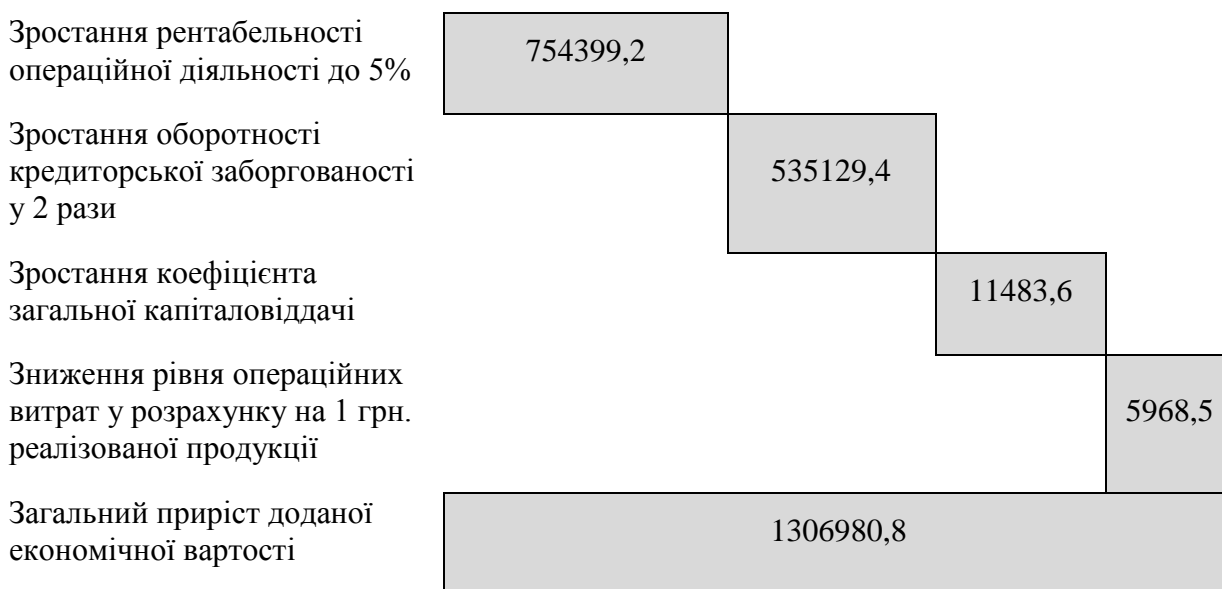 Зростання рентабельності
операційної діяльності до 5%
754399,2
Зростання оборотності
кредиторської заборгованості
у 2 рази
535129,4
Зростання коефіцієнта
загальної капіталовіддачі
11483,6
Зниження рівня операційних
витрат у розрахунку на 1 грн.
реалізованої продукції
5968,5
Загальний приріст доданої
економічної вартості
1306980,8